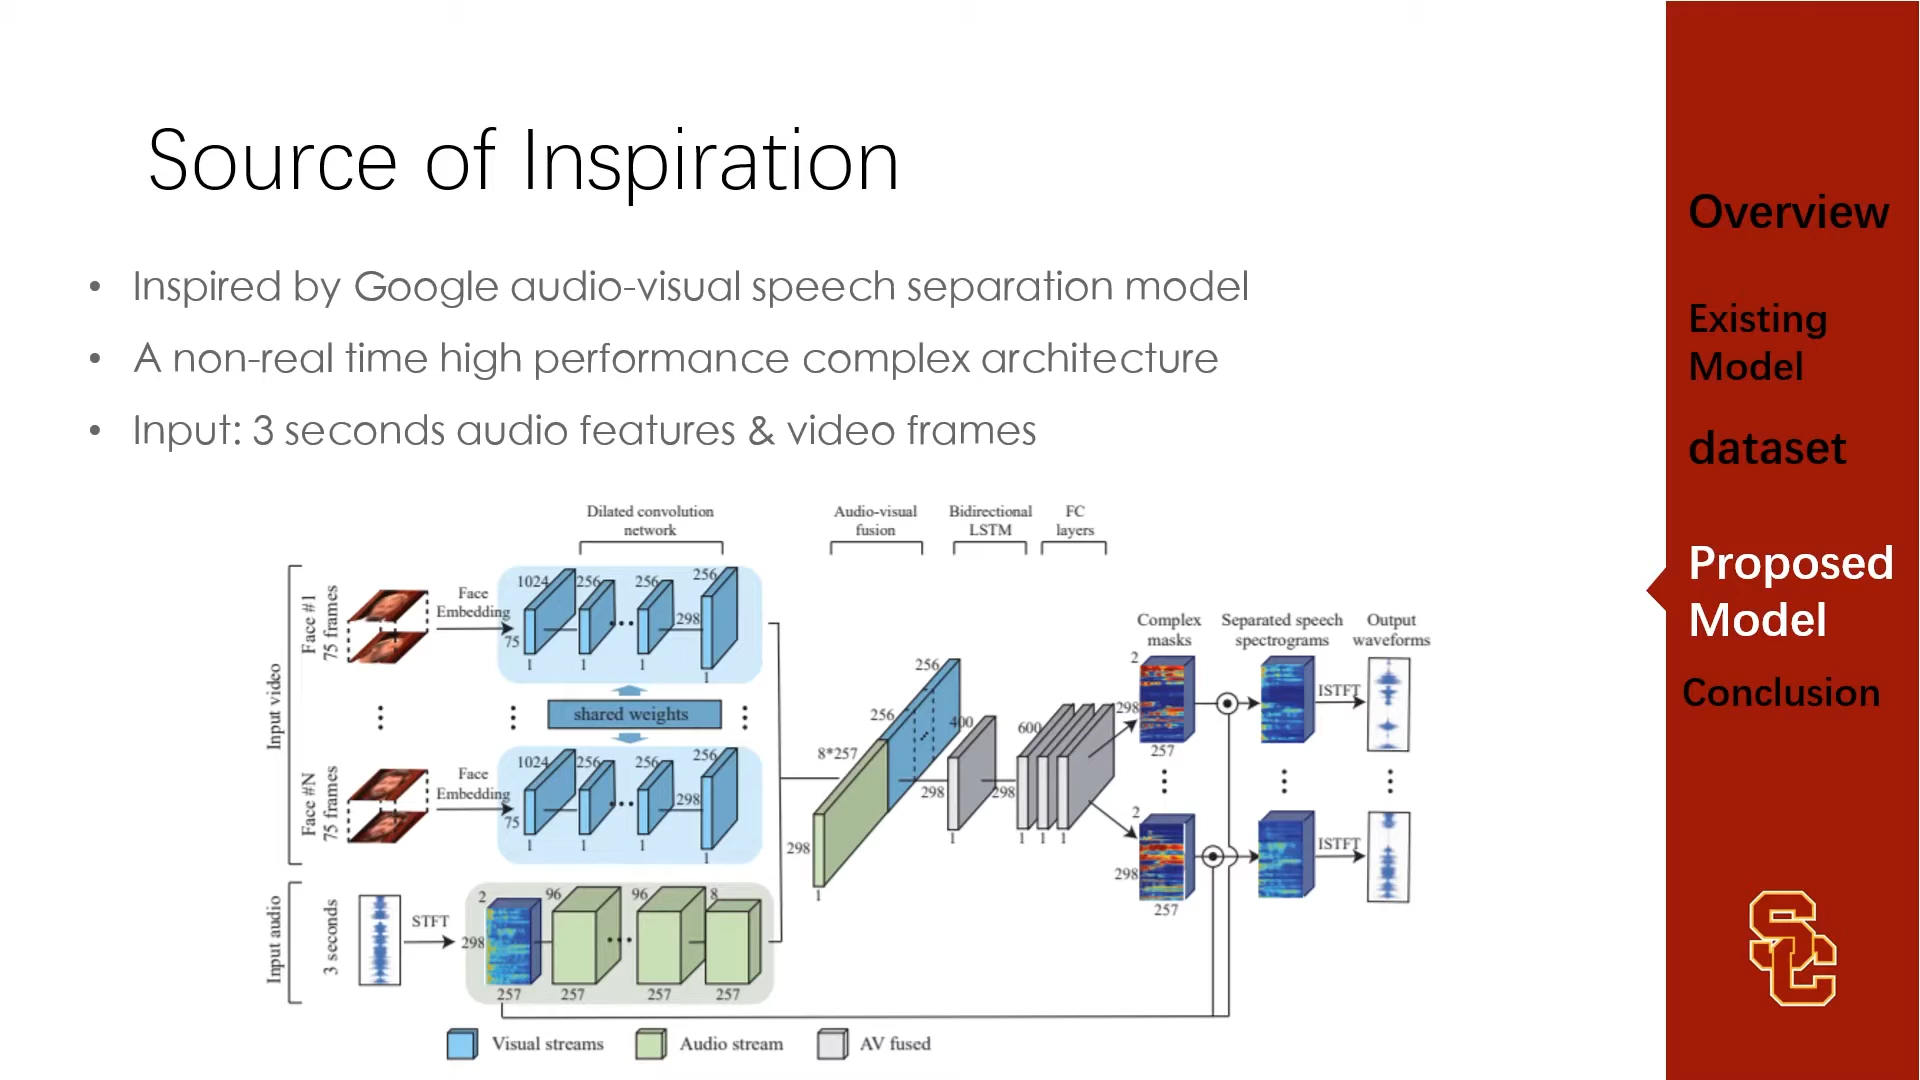 Source of Inspiration
• Inspired by Google audio-visual speech separation model
• A non-real time high performance complex architecture
• Input: 3 seconds audio features & video frames
Dilated convolution
network
Audio-visual
fusion
Bidirectional
LSTM
FC
layers
Input video
Face #1
75 frames
Face
Embedding
1024
256
256
256
75
298
1
1
1
1
shared weights
Face #N
75 frames
Face
Embedding
1024
256
256
256
75
298
1
1
1
1
Input audio
3 seconds
STFT
2
96
96
8
298
257
257
257
257
8*257
256
256
298
1
400
298
1
600
298
1
1
1
Complex
masks
Separated speech
spectrograms
Output
waveforms
2
298
257
ISTFT
2
298
257
ISTFT
Visual streams
Audio stream
AV fused
Overview
Existing
Model
dataset
Proposed
Model
Conclusion
SC